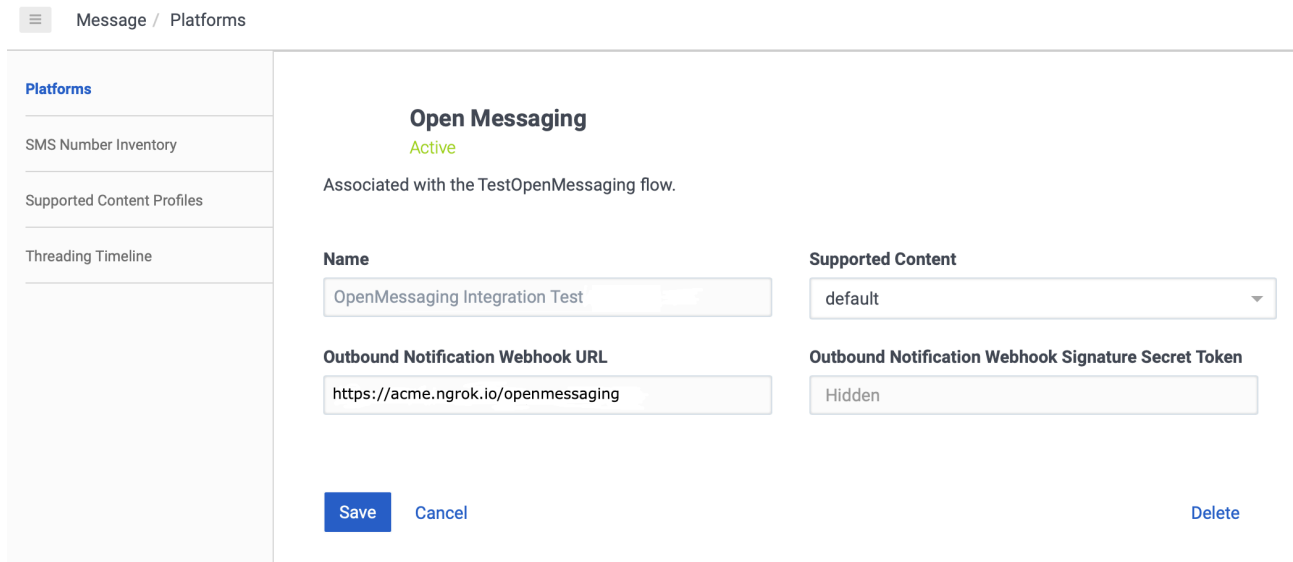 Message / Platforms
Platforms
SMS Number Inventory
Supported Content Profiles
Threading Timeline
Open Messaging
Active
Associated with the TestOpenMessaging flow.
Name
OpenMessaging Integration Test
Supported Content
default
Outbound Notification Webhook URL
https://acme.ngrok.io/openmessaging
Outbound Notification Webhook Signature Secret Token
Hidden
Save
Cancel
Delete